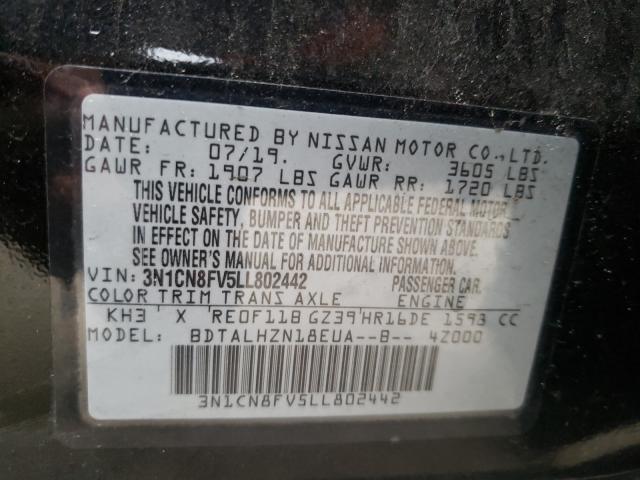 MANUFACTURED BY NISSAN MOTOR CO.,LTD.
DATE: 07/19. GVWR: 3605 LBS
GAWR FR: 1907 LBS GAWR RR: 1720 LBS
THIS VEHICLE CONFORMS TO ALL APPLICABLE FEDERAL MOTOR
VEHICLE SAFETY, BUMPER AND THEFT PREVENTION STANDARDS
IN EFFECT ON THE DATE OF MANUFACTURE SHOWN ABOVE.
SEE OWNER'S MANUAL FOR ADDITIONAL INFORMATION.
VIN: 3N1CN8FV5LL802442 PASSENGER CAR.
COLOR TRIM TRANS AXLE ENGINE
KH3 X RE0F11B GZ39 HR16DE 1593 CC
MODEL: BDTALHZN18EUA--B-- 4Z000
3N1CN8FV5LL802442